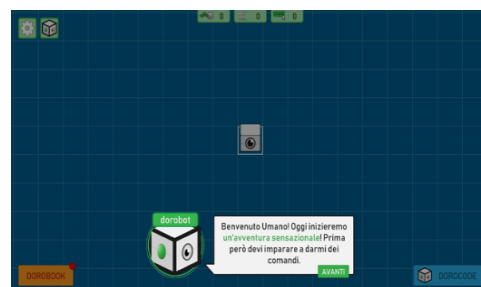 0 0 0
dorobot
Benvenuto Umano! Oggi inizieremo
un'avventura sensazionale! Prima
però devi imparare a darmi dei
comandi.
AVANTI
DOROBOOK
DOROCODE